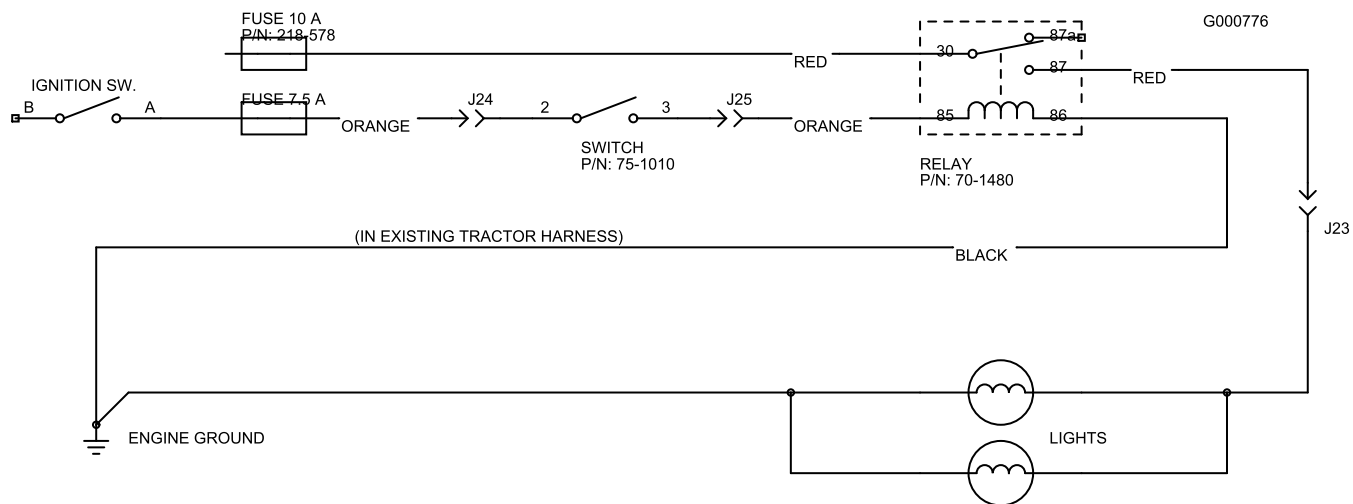 FUSE 10 A
P/N: 218-578
G000776
87a
30
RED
87
RED
IGNITION SW.
B
A
FUSE 7.5 A
ORANGE
J24
2
3
J25
ORANGE
85
86
SWITCH
P/N: 75-1010
RELAY
P/N: 70-1480
J23
(IN EXISTING TRACTOR HARNESS)
BLACK
ENGINE GROUND
LIGHTS